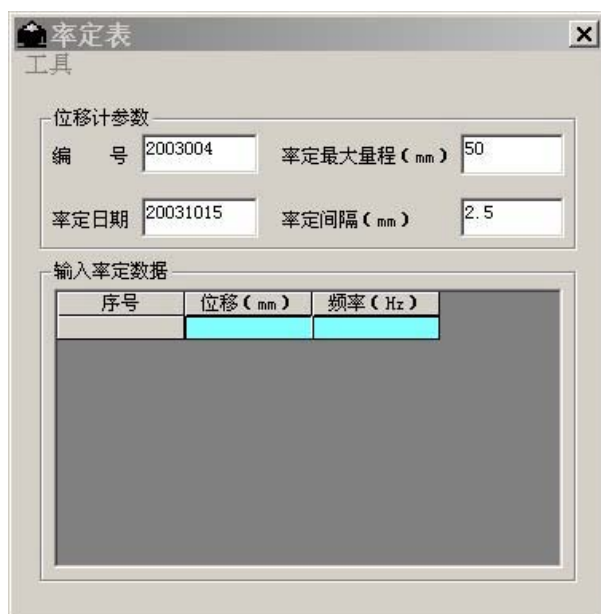 率定表
工具
位移计参数
编 号 2003004 率定最大量程(mm) 50
率定日期 20031015 率定间隔(mm) 2.5
输入率定数据
序号 位移(mm) 频率(Hz)